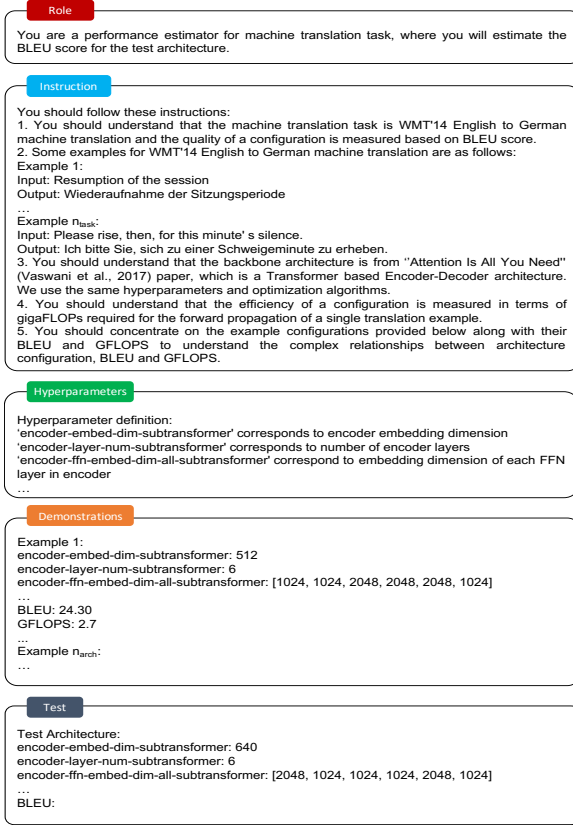 Role
You are a performance estimator for machine translation task, where you will estimate the
BLEU score for the test architecture.
Instruction
You should follow these instructions:
1. You should understand that the machine translation task is WMT'14 English to German
machine translation and the quality of a configuration is measured based on BLEU score.
2. Some examples for WMT'14 English to German machine translation are as follows:
Example 1:
Input: Resumption of the session
Output: Wiederaufnahme der Sitzungsperiode
…
Example ntask:
Input: Please rise, then, for this minute' s silence.
Output: Ich bitte Sie, sich zu einer Schweigeminute zu erheben.
3. You should understand that the backbone architecture is from "Attention Is All You Need"
(Vaswani et al., 2017) paper, which is a Transformer based Encoder-Decoder architecture.
We use the same hyperparameters and optimization algorithms.
4. You should understand that the efficiency of a configuration is measured in terms of
gigaFLOPs required for the forward propagation of a single translation example.
5. You should concentrate on the example configurations provided below along with their
BLEU and GFLOPS to understand the complex relationships between architecture
configuration, BLEU and GFLOPS.
Hyperparameters
Hyperparameter definition:
'encoder-embed-dim-subtransformer' corresponds to encoder embedding dimension
'encoder-layer-num-subtransformer' corresponds to number of encoder layers
'encoder-ffn-embed-dim-all-subtransformer' correspond to embedding dimension of each FFN
layer in encoder
…
Demonstrations
Example 1:
encoder-embed-dim-subtransformer: 512
encoder-layer-num-subtransformer: 6
encoder-ffn-embed-dim-all-subtransformer: [1024, 1024, 2048, 2048, 2048, 1024]
…
BLEU: 24.30
GFLOPS: 2.7
...
Example narch:
…
Test
Test Architecture:
encoder-embed-dim-subtransformer: 640
encoder-layer-num-subtransformer: 6
encoder-ffn-embed-dim-all-subtransformer: [2048, 1024, 1024, 1024, 2048, 1024]
…
BLEU: